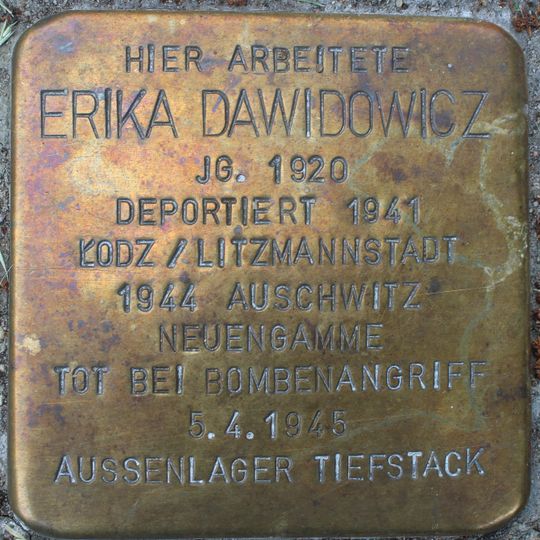 HIER ARBEITETE
ERIKA DAWIDOWICZ
JG. 1920
DEPORTIERT 1941
ŁODZ / LITZMANNSTADT
1944 AUSCHWITZ
NEUENGAMME
TOT BEI BOMBENANGRIFF
5.4.1945
AUSSENLAGER TIEFSTACK